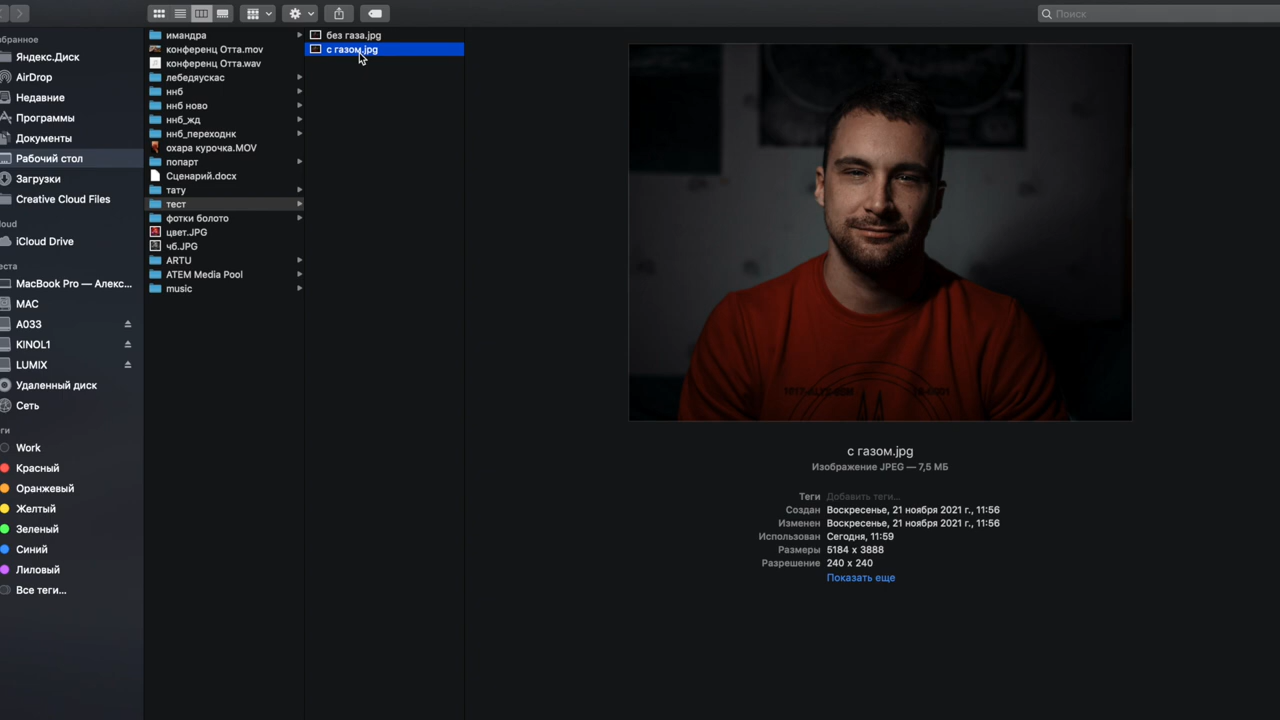 Поиск
бранное
Яндекс.Диск
AirDrop
Недавние
Программы
Документы
Рабочий стол
Загрузки
Creative Cloud Files
loud
iCloud Drive
еста
MacBook Pro — Алекс...
MAC
A033
KINOL1
LUMIX
Удаленный диск
Сеть
ги
Work
Красный
Оранжевый
Желтый
Зеленый
Синий
Лиловый
Все теги...
имандра
конференц Отта.mov
конференц Отта.wav
лебедяускас
ннб
ннб ново
ннб_жд
ннб_переходнк
охара курочка.MOV
попарт
Сценарий.docx
тату
тест
фотки болото
цвет.JPG
чб.JPG
ARTU
ATEM Media Pool
music
без газа.jpg
с газом.jpg
с газом.jpg
Изображение JPEG — 7,5 МБ
Теги Добавить теги...
Создан Воскресенье, 21 ноября 2021 г., 11:56
Изменен Воскресенье, 21 ноября 2021 г., 11:56
Использован Сегодня, 11:59
Размеры 5184 x 3888
Разрешение 240 x 240
Показать еще